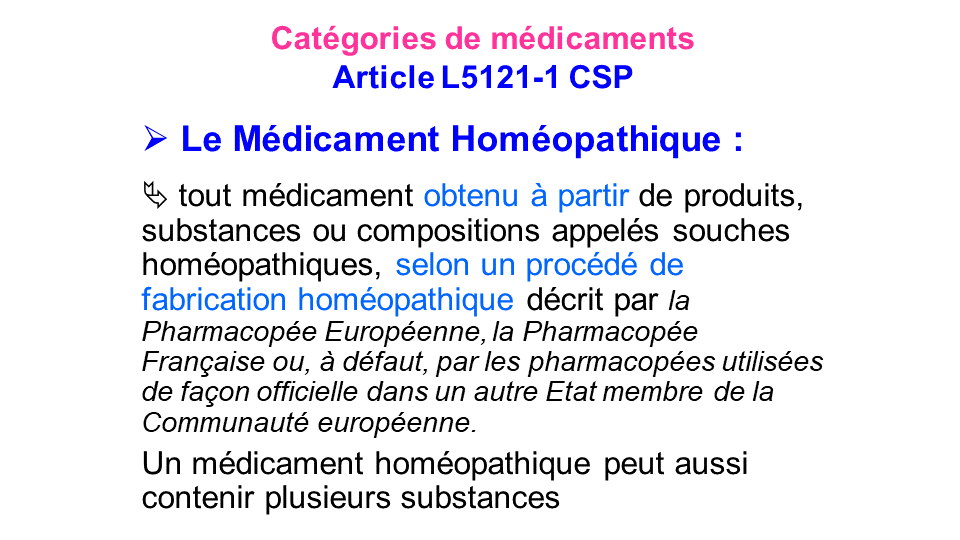 Catégories de médicaments
Article L5121-1 CSP
➢ Le Médicament Homéopathique :
⮱ tout médicament obtenu à partir de produits,
substances ou compositions appelés souches
homéopathiques, selon un procédé de
fabrication homéopathique décrit par la
Pharmacopée Européenne, la Pharmacopée
Française ou, à défaut, par les pharmacopées utilisées
de façon officielle dans un autre Etat membre de la
Communauté européenne.
Un médicament homéopathique peut aussi
contenir plusieurs substances